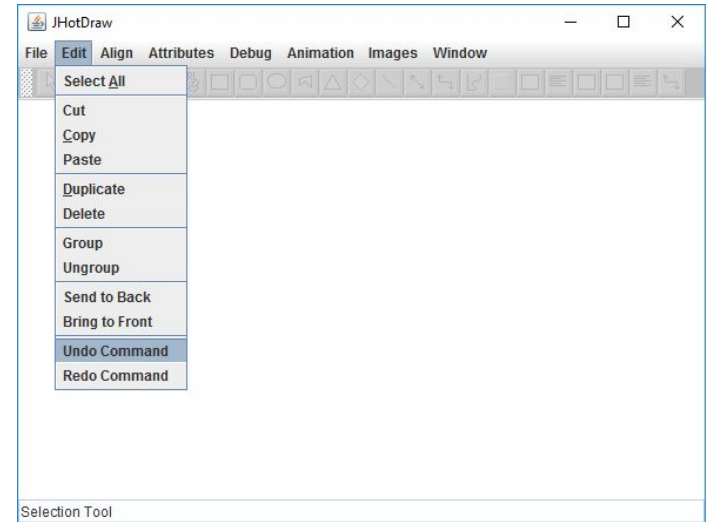 JHotDraw
File Edit Align Attributes Debug Animation Images Window
Select All
Cut
Copy
Paste
Duplicate
Delete
Group
Ungroup
Send to Back
Bring to Front
Undo Command
Redo Command
Selection Tool